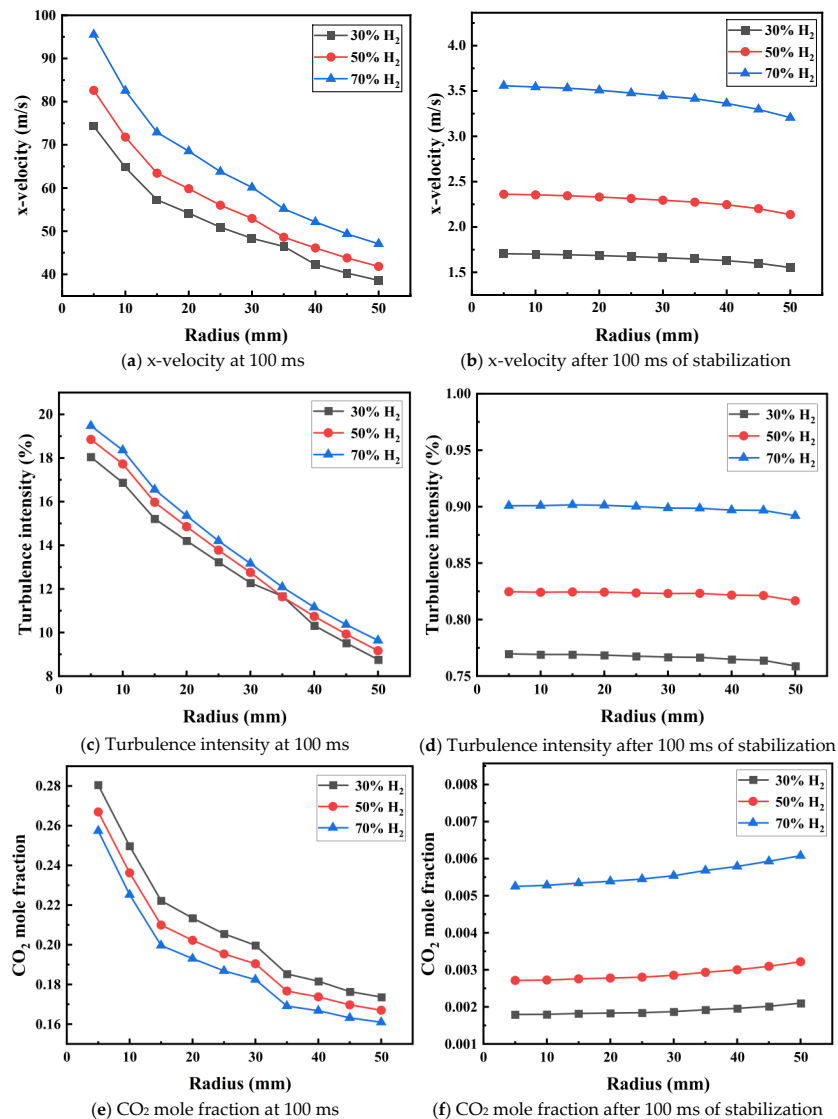 100
90
80
70
60
50
40
x-velocity (m/s)
0 10 20 30 40 50
Radius (mm)
30% H₂
50% H₂
70% H₂
(a) x-velocity at 100 ms
4.0
3.5
3.0
2.5
2.0
1.5
x-velocity (m/s)
0 10 20 30 40 50
Radius (mm)
30% H₂
50% H₂
70% H₂
(b) x-velocity after 100 ms of stabilization
20
18
16
14
12
10
8
Turbulence intensity (%)
0 10 20 30 40 50
Radius (mm)
30% H₂
50% H₂
70% H₂
(c) Turbulence intensity at 100 ms
1.00
0.95
0.90
0.85
0.80
0.75
Turbulence intensity (%)
0 10 20 30 40 50
Radius (mm)
30% H₂
50% H₂
70% H₂
(d) Turbulence intensity after 100 ms of stabilization
0.28
0.26
0.24
0.22
0.20
0.18
0.16
CO₂ mole fraction
0 10 20 30 40 50
Radius (mm)
30% H₂
50% H₂
70% H₂
(e) CO₂ mole fraction at 100 ms
0.008
0.007
0.006
0.005
0.004
0.003
0.002
0.001
CO₂ mole fraction
0 10 20 30 40 50
Radius (mm)
30% H₂
50% H₂
70% H₂
(f) CO₂ mole fraction after 100 ms of stabilization